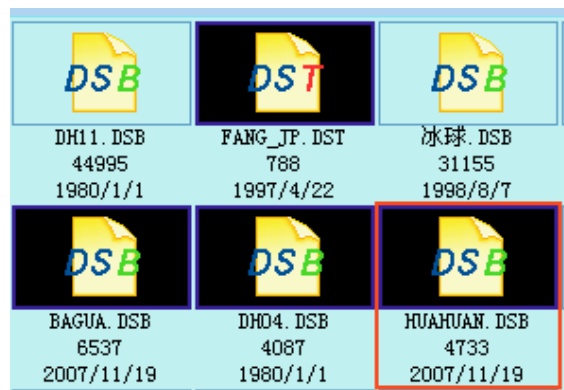 DSB DST DSB
DH11.DSB FANG_JP.DST 冰球.DSB
44995 788 31155
1980/1/1 1997/4/22 1998/8/7
DSB DSB DSB
BAGUA.DSB DH04.DSB HUAHUAN.DSB
6537 4087 4733
2007/11/19 1980/1/1 2007/11/19